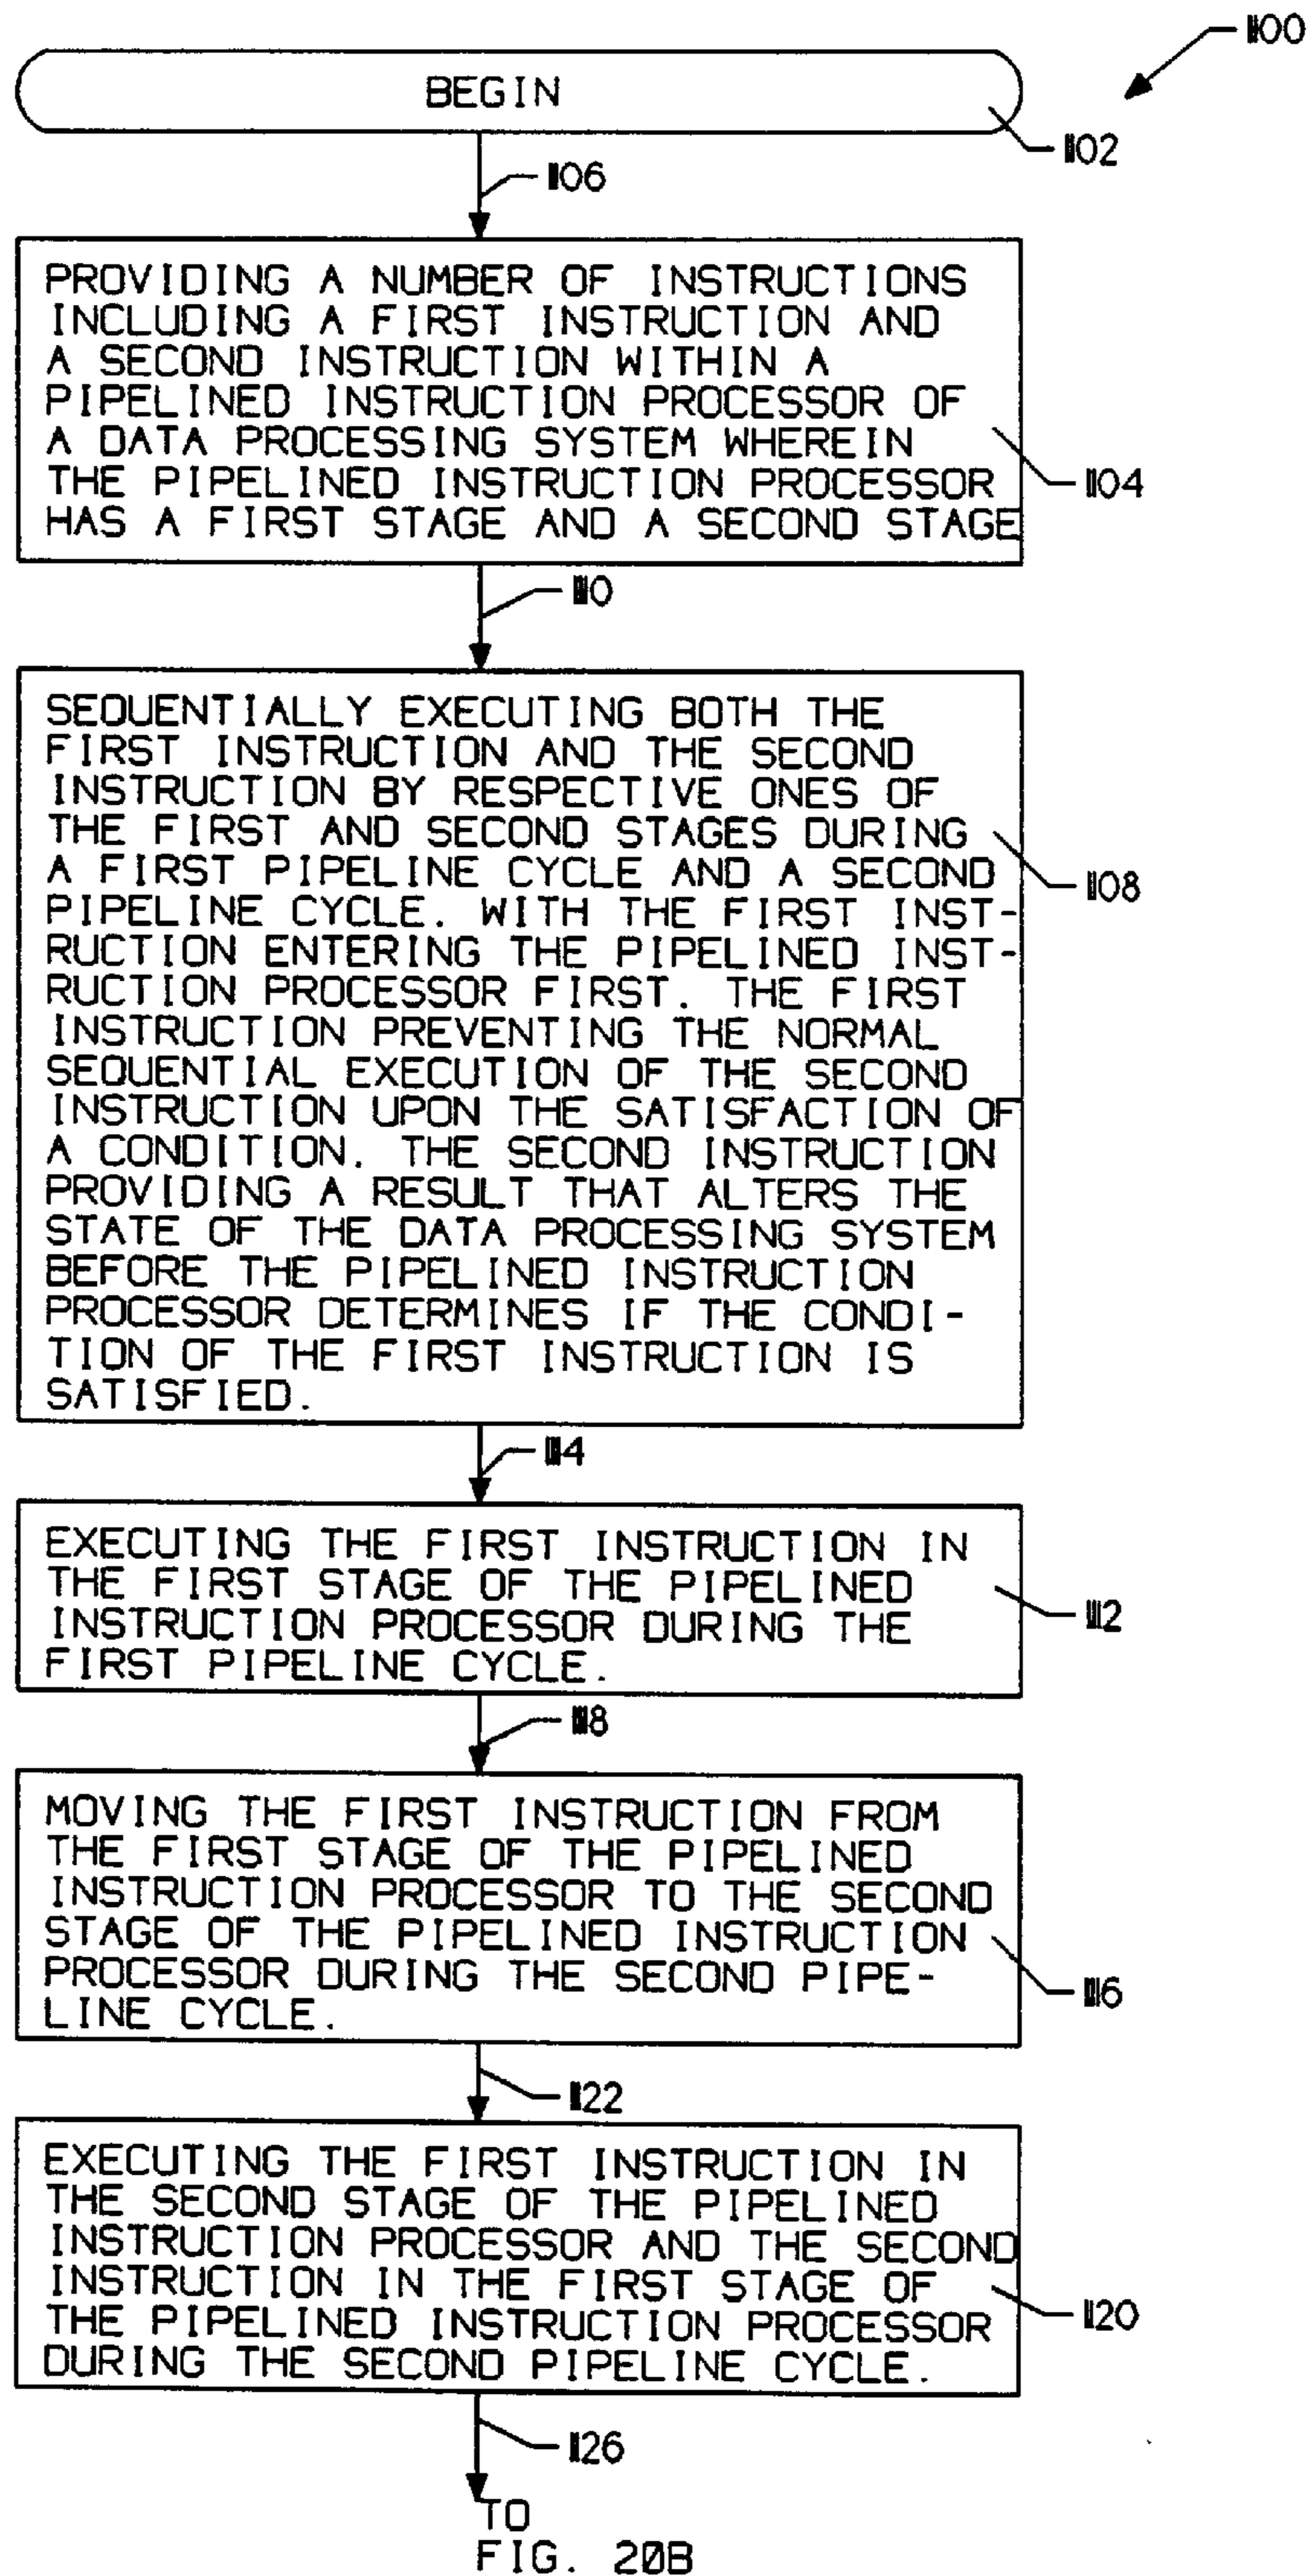 1100
BEGIN
1102
1106
PROVIDING A NUMBER OF INSTRUCTIONS
INCLUDING A FIRST INSTRUCTION AND
A SECOND INSTRUCTION WITHIN A
PIPELINED INSTRUCTION PROCESSOR OF
A DATA PROCESSING SYSTEM WHEREIN
THE PIPELINED INSTRUCTION PROCESSOR
HAS A FIRST STAGE AND A SECOND STAGE
1104
1110
SEQUENTIALLY EXECUTING BOTH THE
FIRST INSTRUCTION AND THE SECOND
INSTRUCTION BY RESPECTIVE ONES OF
THE FIRST AND SECOND STAGES DURING
A FIRST PIPELINE CYCLE AND A SECOND
PIPELINE CYCLE. WITH THE FIRST INST-
RUCTION ENTERING THE PIPELINED INST-
RUCTION PROCESSOR FIRST. THE FIRST
INSTRUCTION PREVENTING THE NORMAL
SEQUENTIAL EXECUTION OF THE SECOND
INSTRUCTION UPON THE SATISFACTION OF
A CONDITION. THE SECOND INSTRUCTION
PROVIDING A RESULT THAT ALTERS THE
STATE OF THE DATA PROCESSING SYSTEM
BEFORE THE PIPELINED INSTRUCTION
PROCESSOR DETERMINES IF THE CONDI-
TION OF THE FIRST INSTRUCTION IS
SATISFIED.
1108
1114
EXECUTING THE FIRST INSTRUCTION IN
THE FIRST STAGE OF THE PIPELINED
INSTRUCTION PROCESSOR DURING THE
FIRST PIPELINE CYCLE.
1112
1118
MOVING THE FIRST INSTRUCTION FROM
THE FIRST STAGE OF THE PIPELINED
INSTRUCTION PROCESSOR TO THE SECOND
STAGE OF THE PIPELINED INSTRUCTION
PROCESSOR DURING THE SECOND PIPE-
LINE CYCLE.
1116
1122
EXECUTING THE FIRST INSTRUCTION IN
THE SECOND STAGE OF THE PIPELINED
INSTRUCTION PROCESSOR AND THE SECOND
INSTRUCTION IN THE FIRST STAGE OF
THE PIPELINED INSTRUCTION PROCESSOR
DURING THE SECOND PIPELINE CYCLE.
1120
1126
TO
FIG. 20B